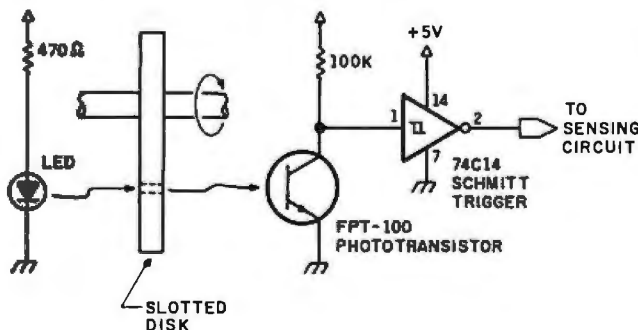 470Ω
LED
SLOTTED
DISK
100K
FPT-100
PHOTOTRANSISTOR
+5V
14
1
2
7
74C14
SCHMITT
TRIGGER
TO
SENSING
CIRCUIT